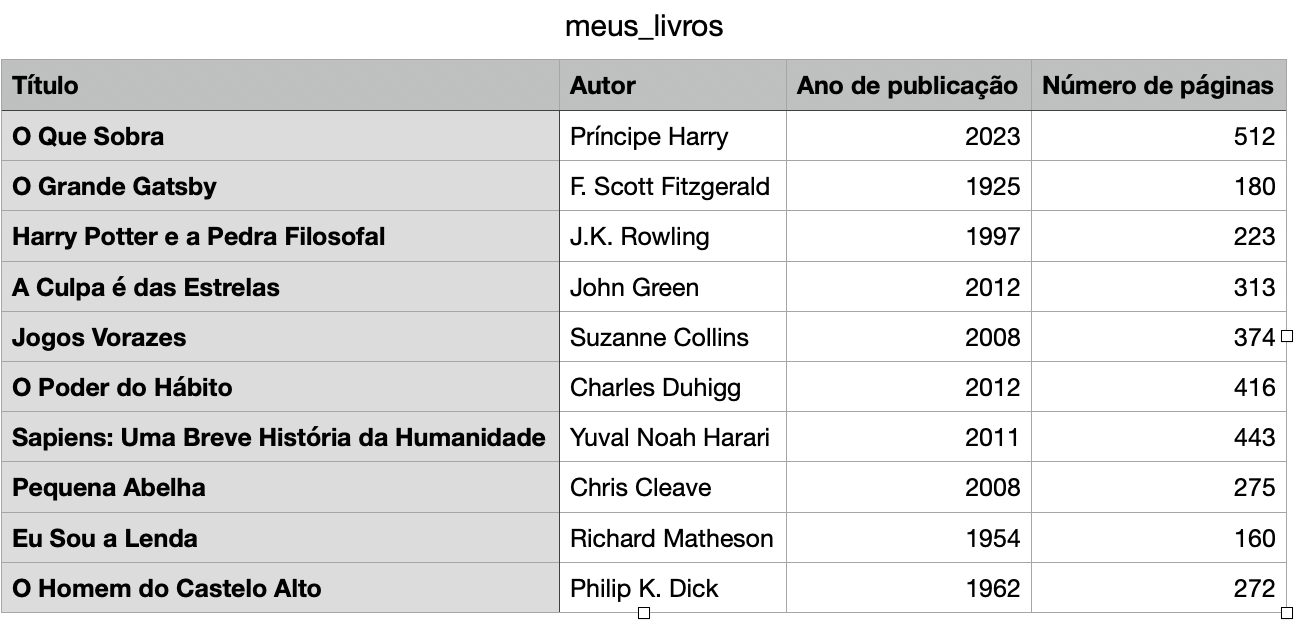 meus_livros
Título Autor Ano de publicação Número de páginas
O Que Sobra Príncipe Harry 2023 512
O Grande Gatsby F. Scott Fitzgerald 1925 180
Harry Potter e a Pedra Filosofal J.K. Rowling 1997 223
A Culpa é das Estrelas John Green 2012 313
Jogos Vorazes Suzanne Collins 2008 374
O Poder do Hábito Charles Duhigg 2012 416
Sapiens: Uma Breve História da Humanidade Yuval Noah Harari 2011 443
Pequena Abelha Chris Cleave 2008 275
Eu Sou a Lenda Richard Matheson 1954 160
O Homem do Castelo Alto Philip K. Dick 1962 272